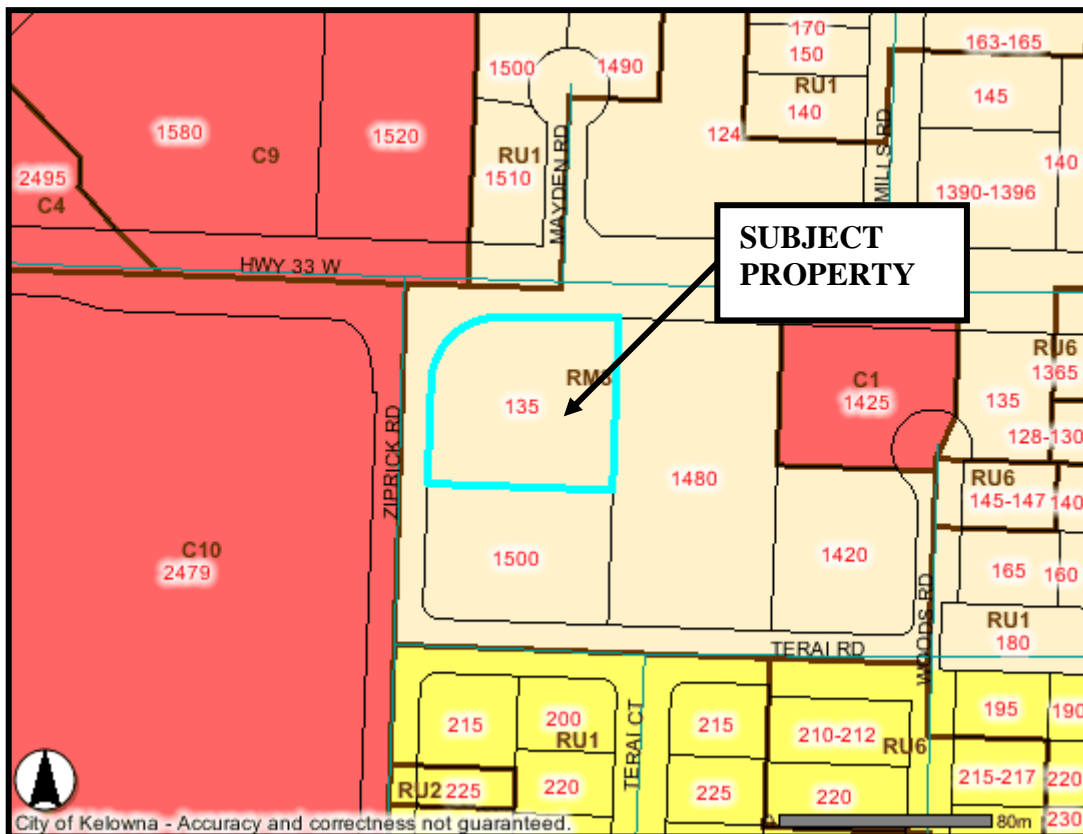 170
163-165
1500
1490
150
RU1
145
140
1580
1520
124
C9
RU1
140
2495
1510
MAYDEN RD
MILLS RD
1390-1396
C4
SUBJECT
PROPERTY
HWY 33 W
RU6
1365
C1
135
1425
135
128-130
ZIPRICK RD
1480
RU6
145-147
140
C10
2479
1500
1420
165
160
WOODS RD
RU1
180
TERAI RD
215
200
RU1
TERAI CT
215
210-212
RU6
195
190
RU2
225
220
225
220
215-217
220
230
City of Kelowna - Accuracy and correctness not guaranteed.
80m